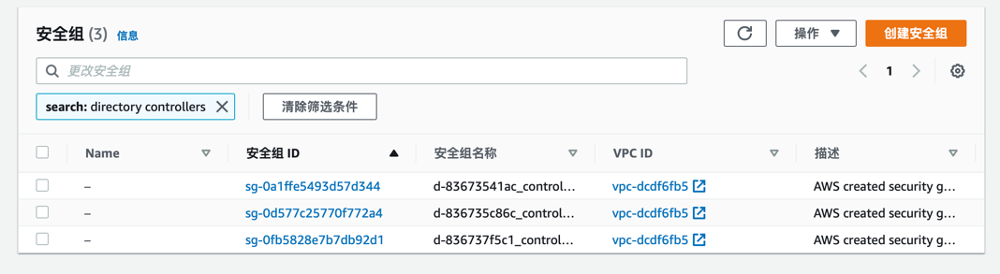 安全组 (3) 信息 操作 创建安全组
更改安全组 1
search: directory controllers 清除筛选条件
Name 安全组 ID 安全组名称 VPC ID 描述
– sg-0a1ffe5493d57d344 d-83673541ac_control... vpc-dcdf6fb5 AWS created security g...
– sg-0d577c25770f772a4 d-836735c86c_control... vpc-dcdf6fb5 AWS created security g...
– sg-0fb5828e7b7db92d1 d-836737f5c1_control... vpc-dcdf6fb5 AWS created security g...